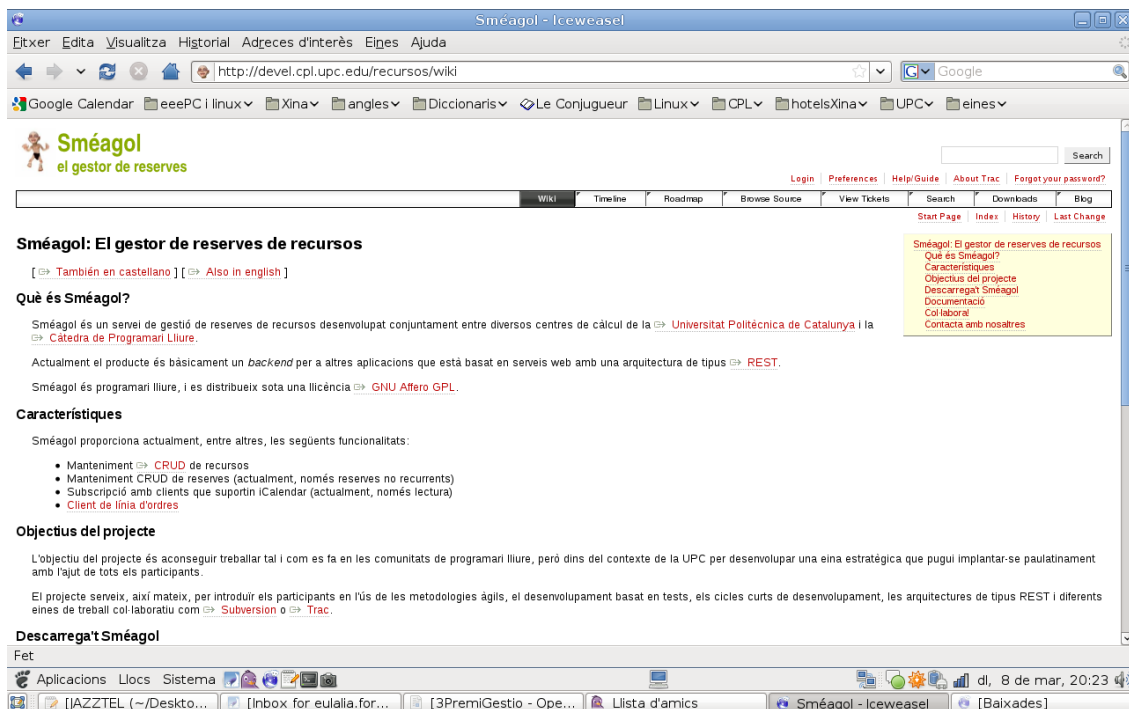 Sméagol - Iceweasel
Fitxer Edita Visualitza Historial Adreces d'interès Eines Ajuda
http://devel.cpl.upc.edu/recursos/wiki
Google
Google Calendar eeePC i linux Xina angles Diccionaris Le Conjugueur Linux CPL hotelsXina UPC eines
Sméagol
el gestor de reserves
Search
Login Preferences Help/Guide About Trac Forgot your password?
Wiki Timeline Roadmap Browse Source View Tickets Search Downloads Blog
Start Page Index History Last Change
Sméagol: El gestor de reserves de recursos
Què és Sméagol?
Característiques
Objectius del projecte
Descarrega't Sméagol
Documentació
Col·labora!
Contacta amb nosaltres
Sméagol: El gestor de reserves de recursos
[ También en castellano ] [ Also in english ]
Què és Sméagol?
Sméagol és un servei de gestió de reserves de recursos desenvolupat conjuntament entre diversos centres de càlcul de la Universitat Politècnica de Catalunya i la
Càtedra de Programari Lliure.
Actualment el producte és bàsicament un backend per a altres aplicacions que està basat en serveis web amb una arquitectura de tipus REST.
Sméagol és programari lliure, i es distribueix sota una llicència GNU Affero GPL.
Característiques
Sméagol proporciona actualment, entre altres, les següents funcionalitats:
• Manteniment CRUD de recursos
• Manteniment CRUD de reserves (actualment, només reserves no recurrents)
• Subscripció amb clients que suportin iCalendar (actualment, només lectura)
• Client de línia d'ordres
Objectius del projecte
L'objectiu del projecte és aconseguir treballar tal i com es fa en les comunitats de programari lliure, però dins del context de la UPC per desenvolupar una eina estratègica que pugui implantar-se paulatinament
amb l'ajut de tots els participants.
El projecte serveix, així mateix, per introduïr els participants en l'ús de les metodologies àgils, el desenvolupament basat en tests, els cicles curts de desenvolupament, les arquitectures de tipus REST i diferents
eines de treball col·laboratiu com Subversion o Trac.
Descarrega't Sméagol
Fet
Aplicacions Llocs Sistema dl, 8 de mar, 20:23
[JAZZTEL (~/Deskto... [Inbox for eulalia.for... [3PremiGestio - Ope... Llista d'amics Sméagol - Iceweasel [Baixades]